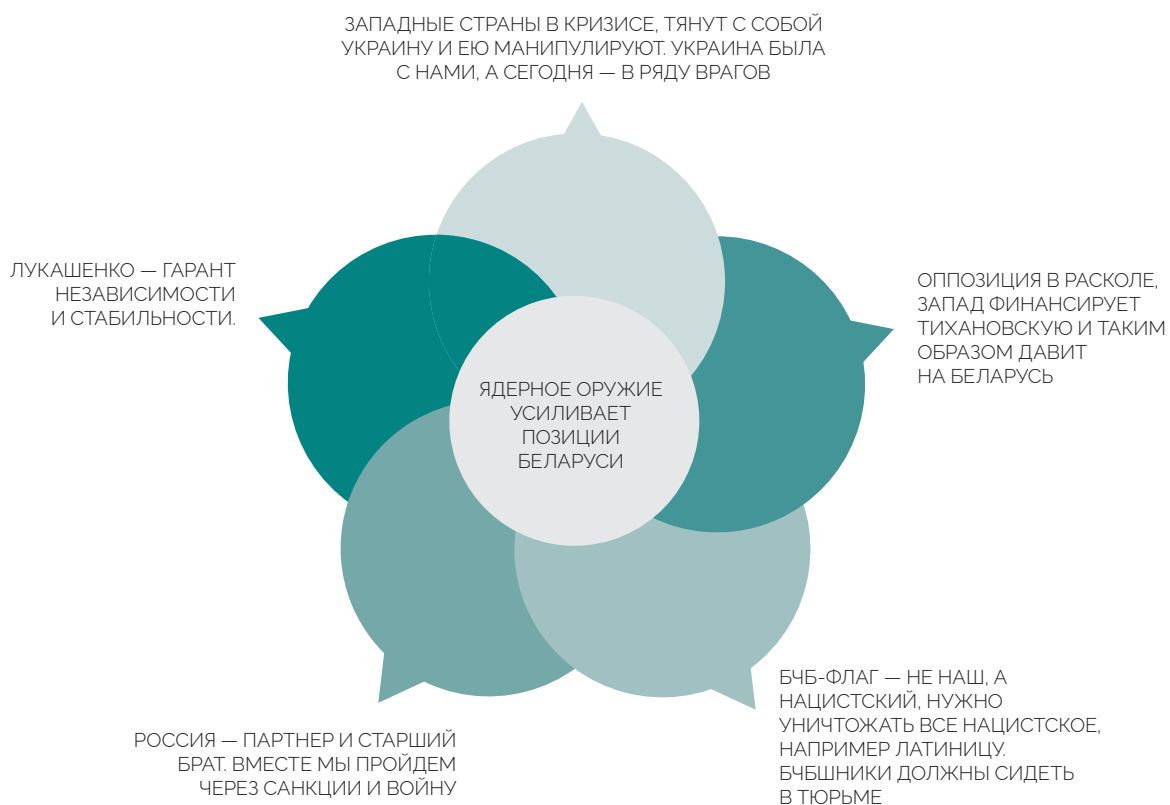 ЗАПАДНЫЕ СТРАНЫ В КРИЗИСЕ, ТЯНУТ С СОБОЙ
УКРАИНУ И ЕЮ МАНИПУЛИРУЮТ. УКРАИНА БЫЛА
С НАМИ, А СЕГОДНЯ — В РЯДУ ВРАГОВ
ЛУКАШЕНКО — ГАРАНТ
НЕЗАВИСИМОСТИ
И СТАБИЛЬНОСТИ.
ОППОЗИЦИЯ В РАСКОЛЕ,
ЗАПАД ФИНАНСИРУЕТ
ТИХАНОВСКУЮ И ТАКИМ
ОБРАЗОМ ДАВИТ
НА БЕЛАРУСЬ
ЯДЕРНОЕ ОРУЖИЕ
УСИЛИВАЕТ
ПОЗИЦИИ
БЕЛАРУСИ
РОССИЯ — ПАРТНЕР И СТАРШИЙ
БРАТ. ВМЕСТЕ МЫ ПРОЙДЕМ
ЧЕРЕЗ САНКЦИИ И ВОЙНУ
БЧБ-ФЛАГ — НЕ НАШ, А
НАЦИСТСКИЙ, НУЖНО
УНИЧТОЖАТЬ ВСЕ НАЦИСТСКОЕ,
НАПРИМЕР ЛАТИНИЦУ.
БЧБШНИКИ ДОЛЖНЫ СИДЕТЬ
В ТЮРЬМЕ